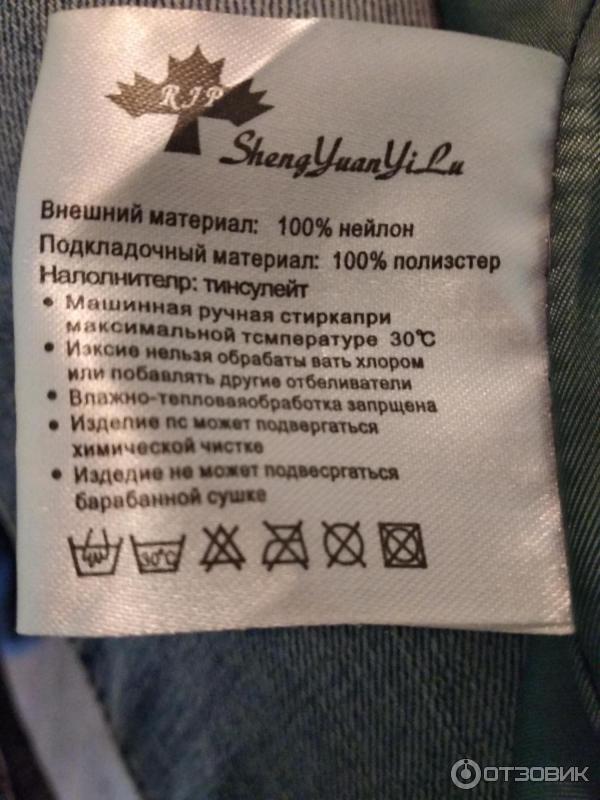 RJP
ShengYuanYiLu
Внешний материал: 100% нейлон
Подкладочный материал: 100% полиэстер
Налолнителр: тинсулейт
• Машинная ручная стиркапри
максимальной тсмпературе 30℃
• Изксие нельзя обрабаты вать хлором
или побавлять другие отбеливатели
• Влажно-тепловаяобработка запрщена
• Изделие пс может подвергаться
химической чистке
• Издедие не может подвесргаться
барабанной сушке
30℃
ОТЗОВИК